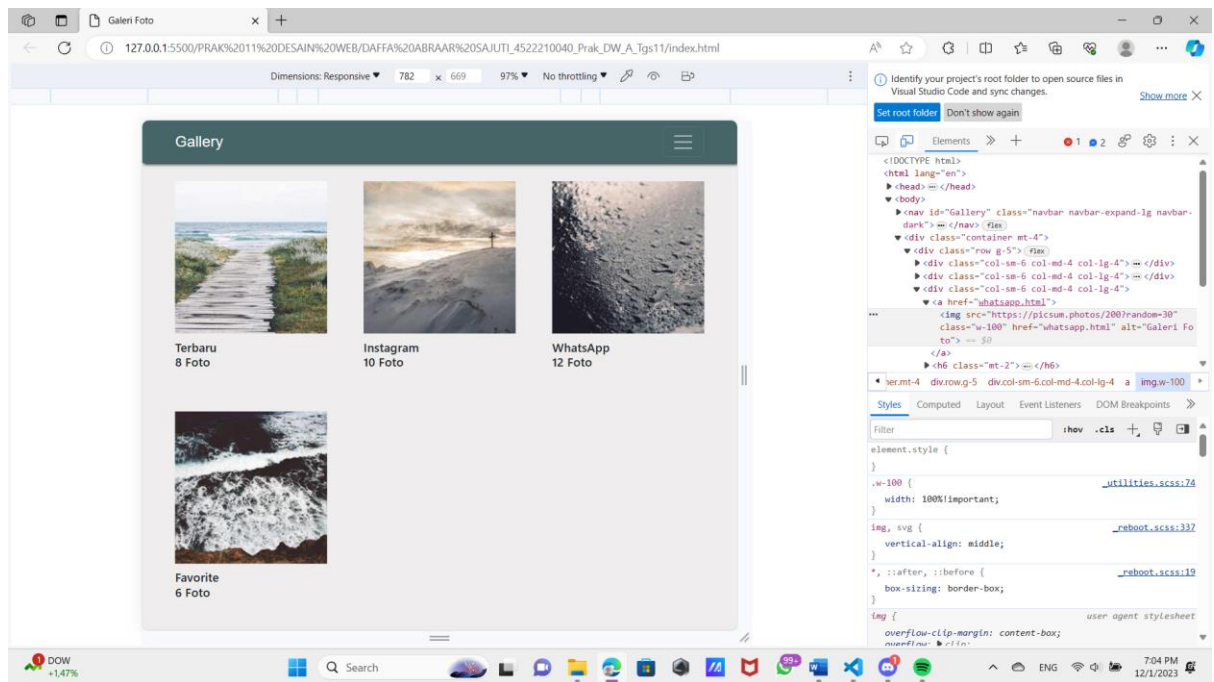 Galeri Foto
127.0.0.1:5500/PRAK%2011%20DESAIN%20WEB/DAFFA%20ABRAAR%20SAJUTI_4522210040_Prak_DW_A_Tgs11/index.html
Dimensions: Responsive 782 x 669 97% No throttling
Gallery
Terbaru
8 Foto
Instagram
10 Foto
WhatsApp
12 Foto
Favorite
6 Foto
Identify your project's root folder to open source files in
Visual Studio Code and sync changes.
Show more
Set root folder Don't show again
Elements 1 2
<!DOCTYPE html>
<html lang="en">
<head> </head>
<body>
<nav id="Gallery" class="navbar navbar-expand-lg navbar-
dark"> </nav> flex
<div class="container mt-4">
<div class="row g-5"> flex
<div class="col-sm-6 col-md-4 col-lg-4"> </div>
<div class="col-sm-6 col-md-4 col-lg-4"> </div>
<div class="col-sm-6 col-md-4 col-lg-4">
<a href="whatsapp.html">
<img src="https://picsum.photos/200?random=30"
class="w-100" href="whatsapp.html" alt="Galeri Fo
to"> == $0
</a>
<h6 class="mt-2"> </h6>
ner.mt-4 div.row.g-5 div.col-sm-6.col-md-4.col-lg-4 a img.w-100
Styles Computed Layout Event Listeners DOM Breakpoints
Filter :hov .cls
element.style {
}
.w-100 { _utilities.scss:74
width: 100%!important;
}
img, svg { _reboot.scss:337
vertical-align: middle;
}
*, ::after, ::before { _reboot.scss:19
box-sizing: border-box;
}
img { user agent stylesheet
overflow-clip-margin: content-box;
overflow: clip;
DOW
+1,47%
1
Search
99+
ENG
7:04 PM
12/1/2023